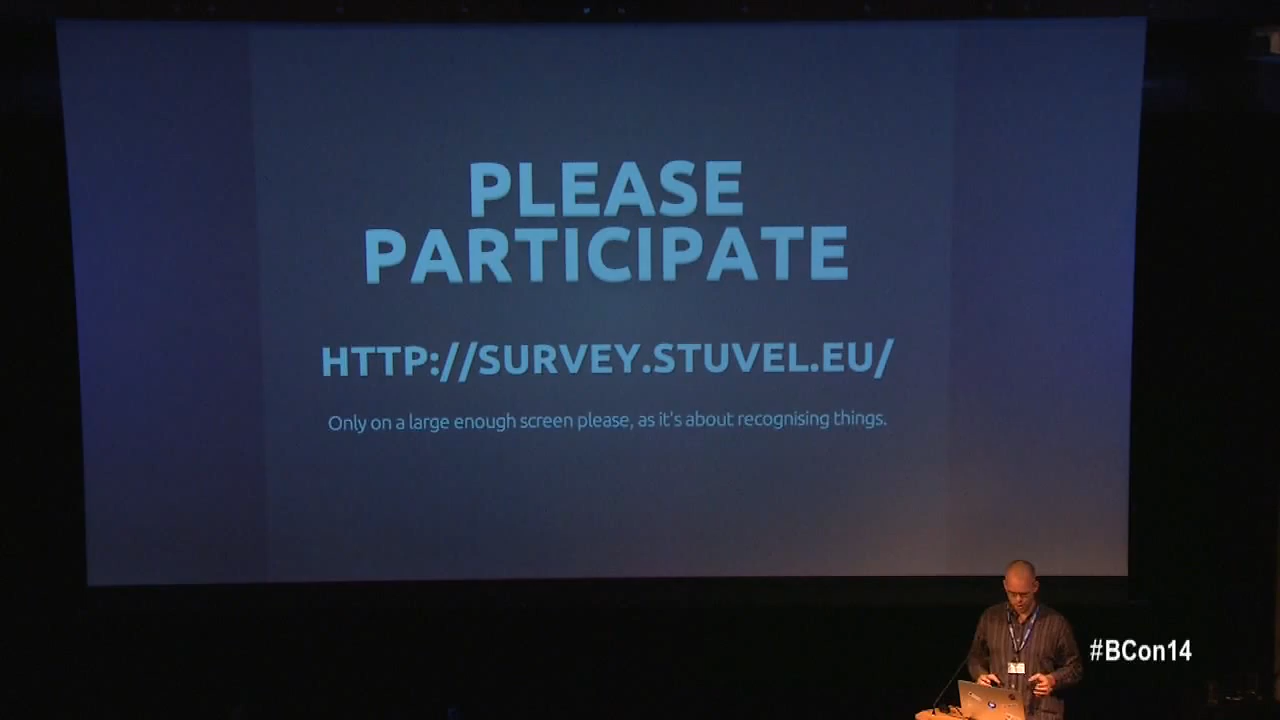 PLEASE
PARTICIPATE
HTTP://SURVEY.STUVEL.EU/
Only on a large enough screen please, as it's about recognising things.
#BCon14